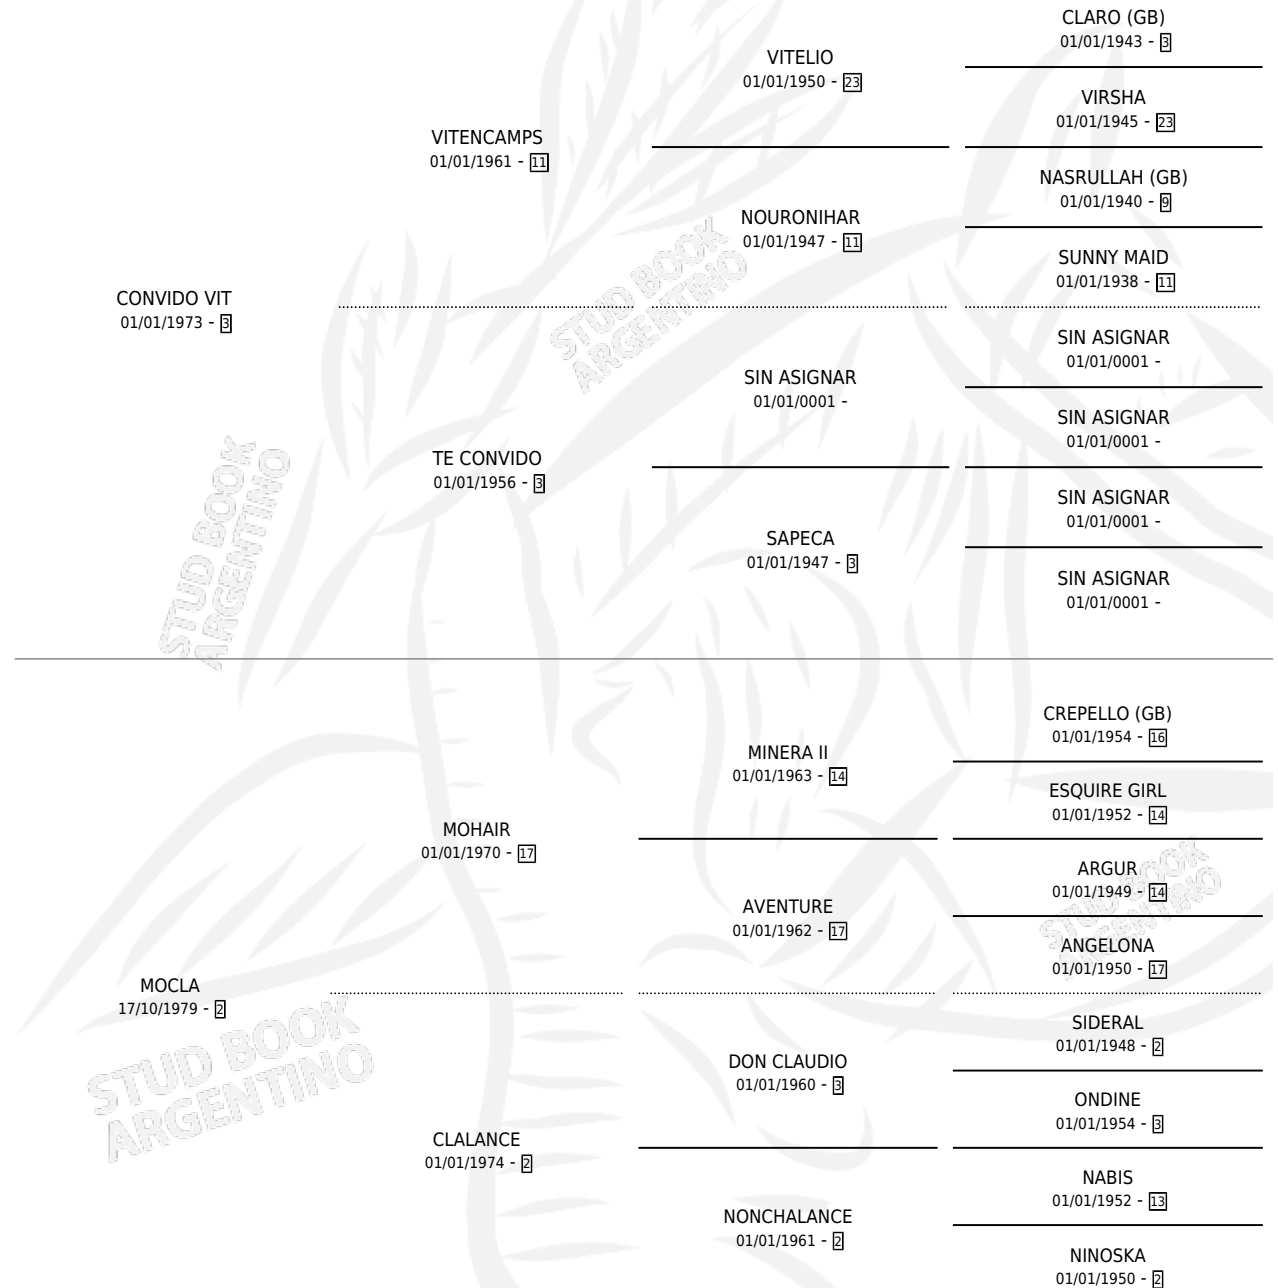 CLARO (GB)
01/01/1943 - 3
VITELIO
01/01/1950 - 23
VIRSHA
01/01/1945 - 23
VITENCAMPS
01/01/1961 - 11
NASRULLAH (GB)
01/01/1940 - 9
NOURONIHAR
01/01/1947 - 11
SUNNY MAID
01/01/1938 - 11
CONVIDO VIT
01/01/1973 - 3
SIN ASIGNAR
01/01/0001 -
SIN ASIGNAR
01/01/0001 -
SIN ASIGNAR
01/01/0001 -
TE CONVIDO
01/01/1956 - 3
SIN ASIGNAR
01/01/0001 -
SAPECA
01/01/1947 - 3
SIN ASIGNAR
01/01/0001 -
STUD BOOK
ARGENTINO
STUD BOOK
ARGENTINO
CREPELLO (GB)
01/01/1954 - 16
MINERA II
01/01/1963 - 14
ESQUIRE GIRL
01/01/1952 - 14
MOHAIR
01/01/1970 - 17
ARGUR
01/01/1949 - 14
AVENTURE
01/01/1962 - 17
ANGELONA
01/01/1950 - 17
STUD BOOK
ARGENTINO
MOCLA
17/10/1979 - 2
SIDERAL
01/01/1948 - 2
DON CLAUDIO
01/01/1960 - 3
ONDINE
01/01/1954 - 3
STUD BOOK
ARGENTINO
CLALANCE
01/01/1974 - 2
NABIS
01/01/1952 - 13
NONCHALANCE
01/01/1961 - 2
NINOSKA
01/01/1950 - 2